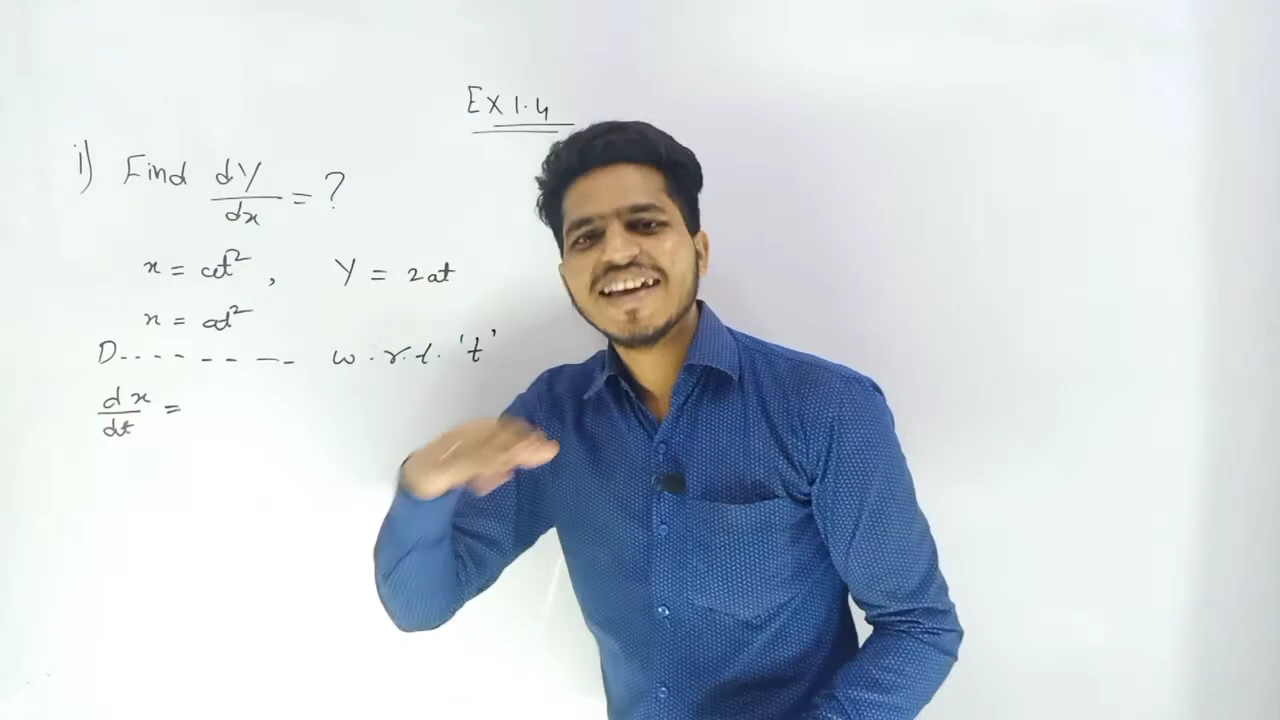 Ex 1.4
i) Find dY/dx = ?
x = at², Y = 2at
x = at²
D........ w.r.t. 't'
dx/dt =